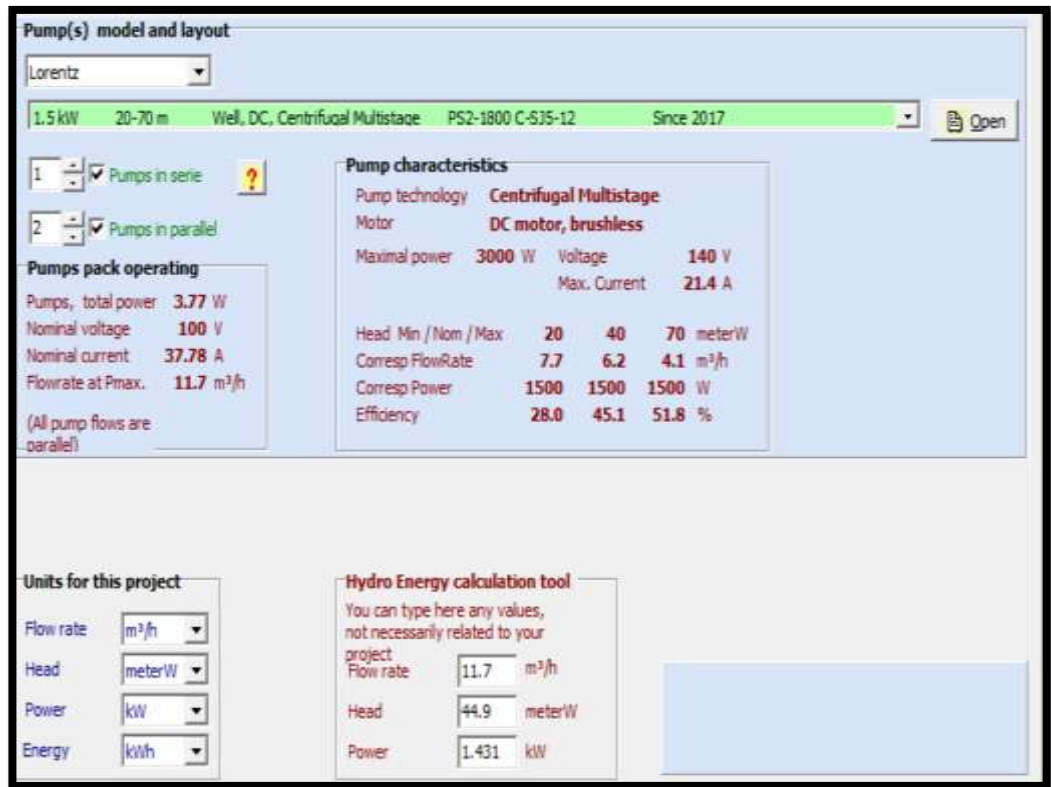 Pump(s) model and layout
Lorentz
1.5 kW 20-70 m Well, DC, Centrifugal Multistage PS2-1800 C-SJ5-12 Since 2017
Open
1 Pumps in serie ?
2 Pumps in parallel
Pumps pack operating
Pumps, total power 3.77 W
Nominal voltage 100 V
Nominal current 37.78 A
Flowrate at Pmax. 11.7 m³/h
(All pump flows are
parallel)
Pump characteristics
Pump technology Centrifugal Multistage
Motor DC motor, brushless
Maximal power 3000 W Voltage 140 V
Max. Current 21.4 A
Head Min / Nom / Max 20 40 70 meterW
Corresp FlowRate 7.7 6.2 4.1 m³/h
Corresp Power 1500 1500 1500 W
Efficiency 28.0 45.1 51.8 %
Units for this project
Flow rate m³/h
Head meterW
Power kW
Energy kWh
Hydro Energy calculation tool
You can type here any values,
not necessarily related to your
project
Flow rate 11.7 m³/h
Head 44.9 meterW
Power 1.431 kW